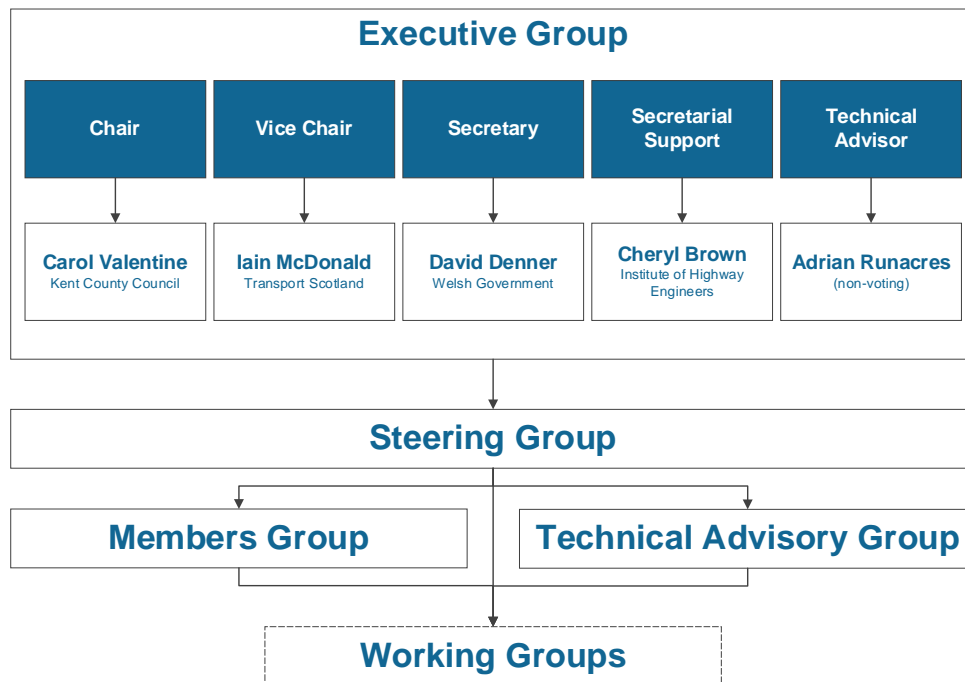 Executive Group
Chair
Vice Chair
Secretary
Secretarial
Support
Technical
Advisor
Carol Valentine
Kent County Council
Iain McDonald
Transport Scotland
David Denner
Welsh Government
Cheryl Brown
Institute of Highway
Engineers
Adrian Runacres
(non-voting)
Steering Group
Members Group
Technical Advisory Group
Working Groups